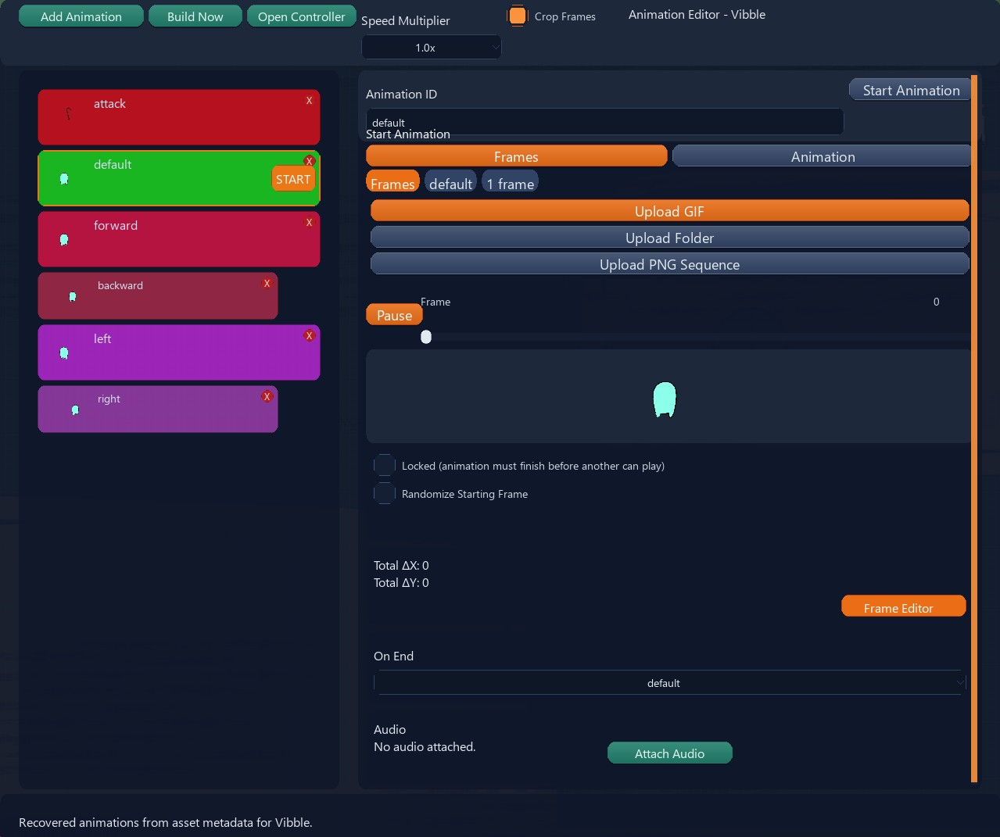 Add Animation
Build Now
Open Controller
Speed Multiplier
Crop Frames
Animation Editor - Vibble
1.0x
attack
X
default
X
START
forward
X
backward
X
left
X
right
X
Animation ID
Start Animation
default
Start Animation
Frames
Animation
Frames
default
1 frame
Upload GIF
Upload Folder
Upload PNG Sequence
Frame
0
Pause
Locked (animation must finish before another can play)
Randomize Starting Frame
Total ΔX: 0
Total ΔY: 0
Frame Editor
On End
default
Audio
No audio attached.
Attach Audio
Recovered animations from asset metadata for Vibble.